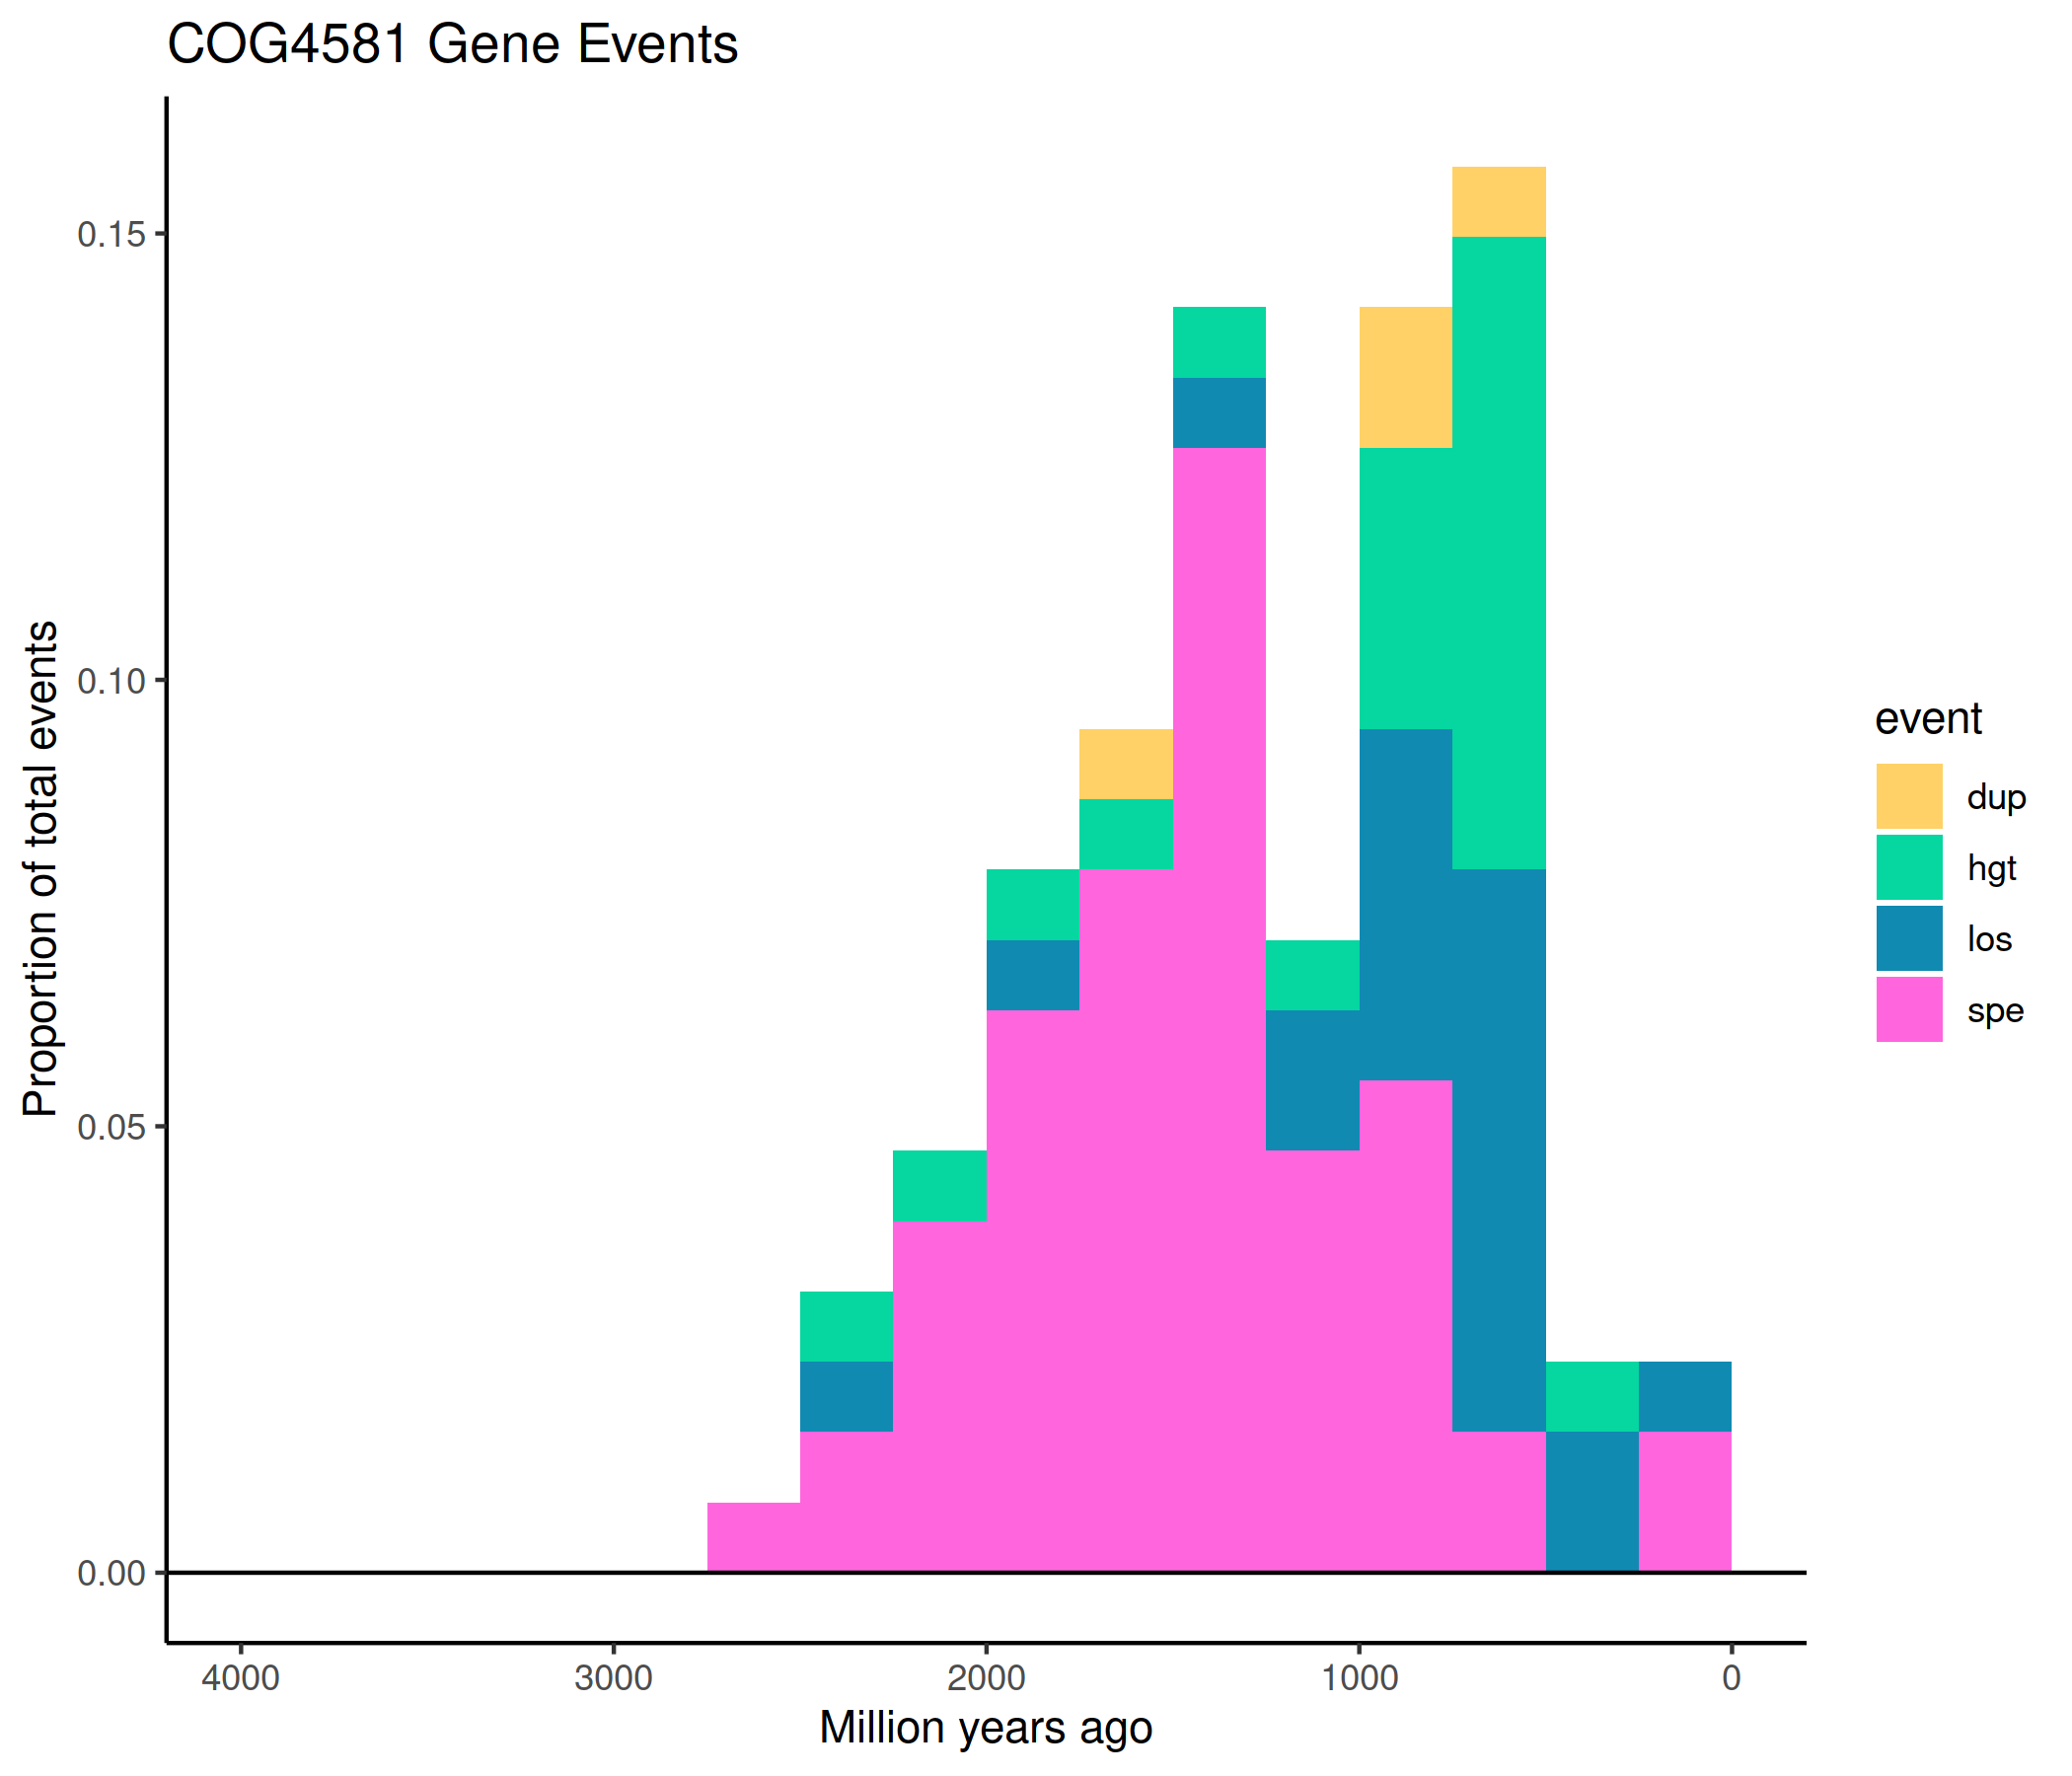 COG4581 Gene Events
Proportion of total events
0.15
0.10
0.05
0.00
4000 3000 2000 1000 0
Million years ago
event
dup
hgt
los
spe